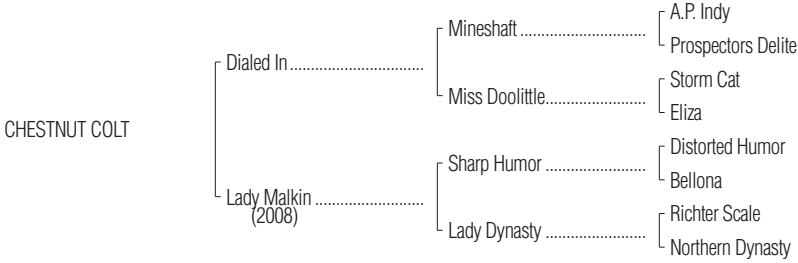 A.P. Indy
Mineshaft ..............................
Prospectors Delite
Dialed In................................
Storm Cat
Miss Doolittle........................
Eliza
CHESTNUT COLT
Distorted Humor
Sharp Humor ........................
Bellona
Lady Malkin ..........................
(2008)
Richter Scale
Lady Dynasty ........................
Northern Dynasty